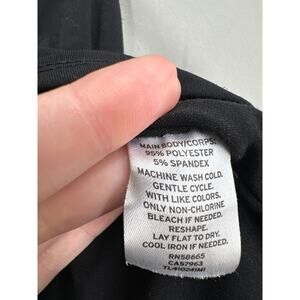 MAIN BODY/CORPS:
95% POLYESTER
5% SPANDEX
MACHINE WASH COLD.
GENTLE CYCLE.
WITH LIKE COLORS.
ONLY NON-CHLORINE
BLEACH IF NEEDED.
RESHAPE.
LAY FLAT TO DRY.
COOL IRON IF NEEDED.
RN58665
CA57963
TL410241M1